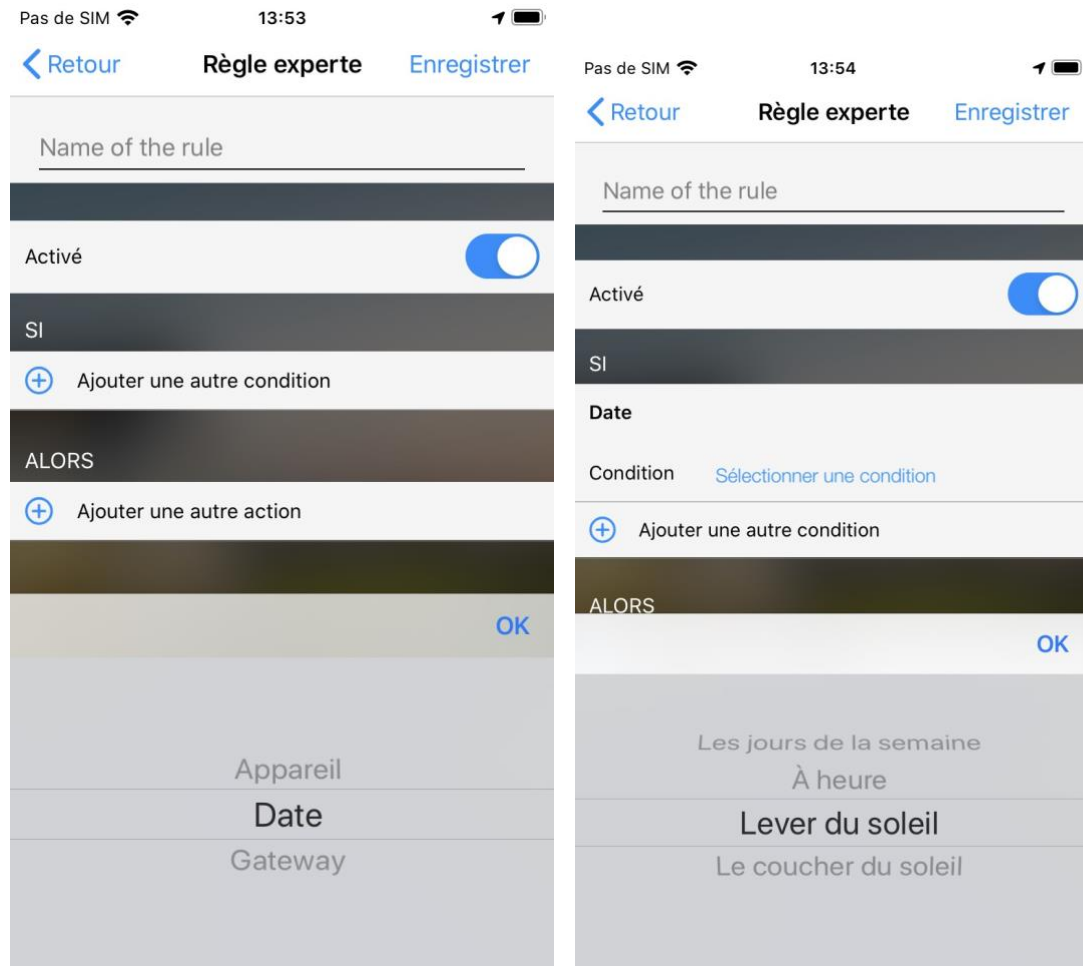 Pas de SIM 13:53
Retour Règle experte Enregistrer
Name of the rule
Activé
SI
Ajouter une autre condition
ALORS
Ajouter une autre action
OK
Appareil
Date
Gateway
Pas de SIM 13:54
Retour Règle experte Enregistrer
Name of the rule
Activé
SI
Date
Condition Sélectionner une condition
Ajouter une autre condition
ALORS
OK
Les jours de la semaine
À heure
Lever du soleil
Le coucher du soleil